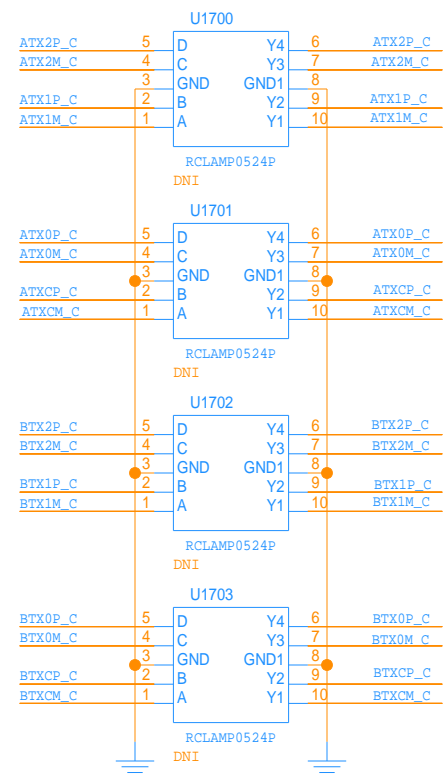 U1700
ATX2P_C 5 D Y4 6 ATX2P_C
ATX2M_C 4 C Y3 7 ATX2M_C
3 GND GND1 8
ATX1P_C 2 B Y2 9 ATX1P_C
ATX1M_C 1 A Y1 10 ATX1M_C
RCLAMP0524P
DNI
U1701
ATX0P_C 5 D Y4 6 ATX0P_C
ATX0M_C 4 C Y3 7 ATX0M_C
3 GND GND1 8
ATXCP_C 2 B Y2 9 ATXCP_C
ATXCM_C 1 A Y1 10 ATXCM_C
RCLAMP0524P
DNI
U1702
BTX2P_C 5 D Y4 6 BTX2P_C
BTX2M_C 4 C Y3 7 BTX2M_C
3 GND GND1 8
BTX1P_C 2 B Y2 9 BTX1P_C
BTX1M_C 1 A Y1 10 BTX1M_C
RCLAMP0524P
DNI
U1703
BTX0P_C 5 D Y4 6 BTX0P_C
BTX0M_C 4 C Y3 7 BTX0M_C
3 GND GND1 8
BTXCP_C 2 B Y2 9 BTXCP_C
BTXCM_C 1 A Y1 10 BTXCM_C
RCLAMP0524P
DNI